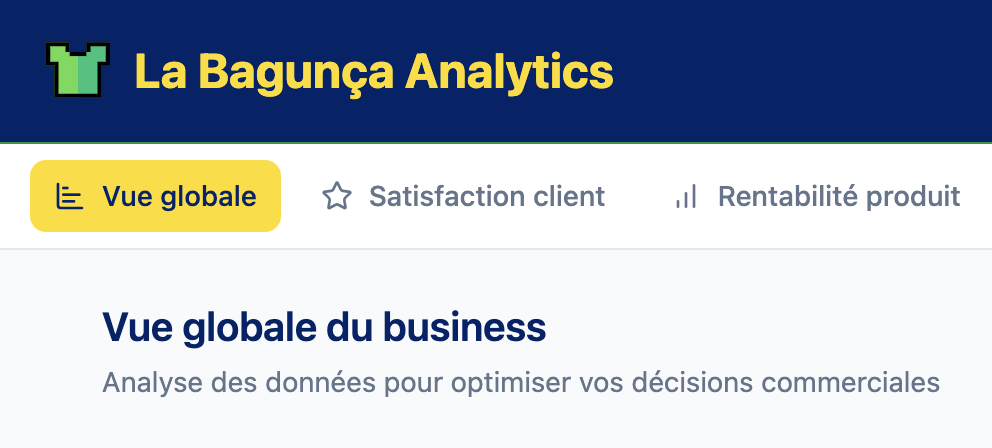 La Bagunça Analytics
Vue globale
Satisfaction client
Rentabilité produit
Vue globale du business
Analyse des données pour optimiser vos décisions commerciales